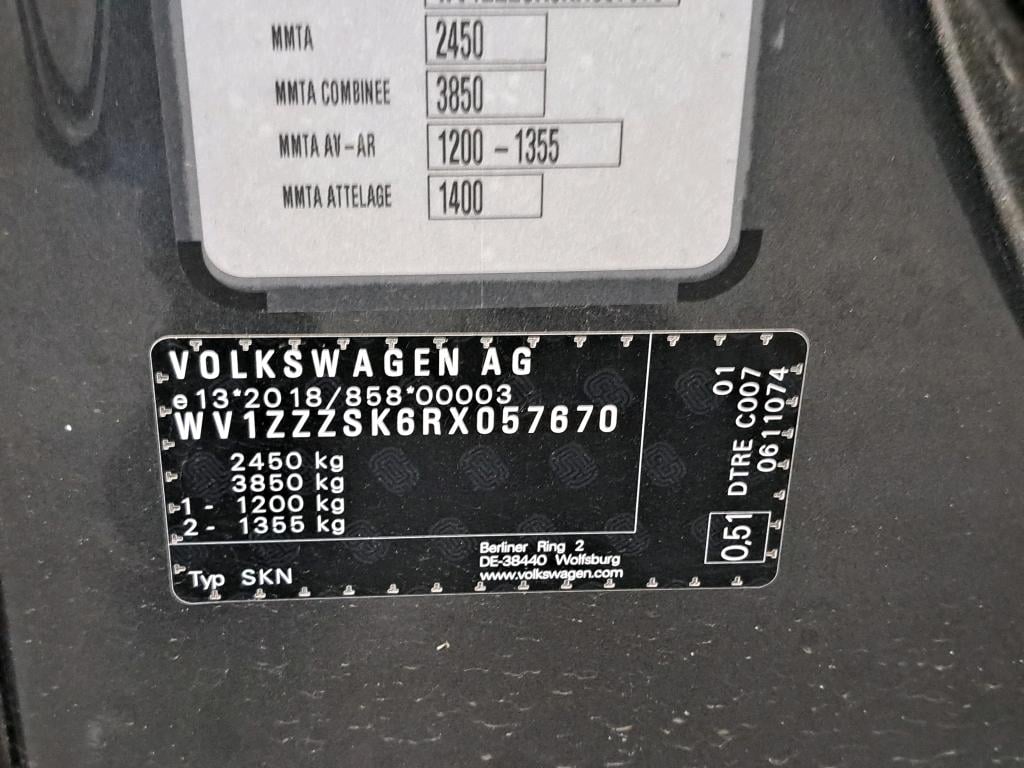 MMTA 2450
MMTA COMBINEE 3850
MMTA AV-AR 1200 - 1355
MMTA ATTELAGE 1400
VOLKSWAGEN AG
e13*2018/858*00003
WV1ZZZSK6RX057670
2450 kg
3850 kg
1 - 1200 kg
2 - 1355 kg
Typ SKN
Berliner Ring 2
DE-38440 Wolfsburg
www.volkswagen.com
01
DTRE C007
0611074
0,51